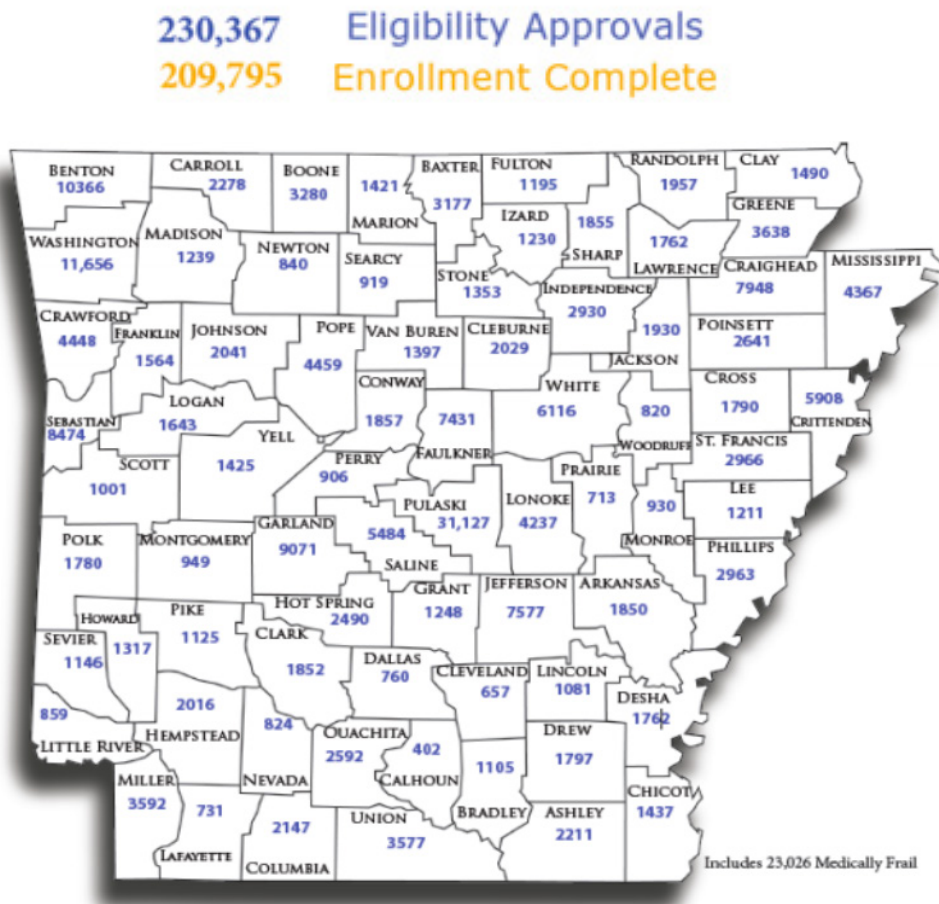 230,367 Eligibility Approvals
209,795 Enrollment Complete
BENTON
10366
CARROLL
2278
BOONE
3280
1421
MARION
BAXTER
3177
FULTON
1195
RANDOLPH
1957
CLAY
1490
GREENE
3638
IZARD
1230
1855
SHARP
1762
LAWRENCE
WASHINGTON
11,656
MADISON
1239
NEWTON
840
SEARCY
919
STONE
1353
INDEPENDENCE
2930
CRAIGHEAD
7948
MISSISSIPPI
4367
CRAWFORD
4448
FRANKLIN
1564
JOHNSON
2041
POPE
4459
VAN BUREN
1397
CLEBURNE
2029
1930
JACKSON
POINSETT
2641
CONWAY
1857
7431
FAULKNER
WHITE
6116
820
WOODRUFF
CROSS
1790
5908
CRITTENDEN
SEBASTIAN
8474
LOGAN
1643
YELL
1425
ST. FRANCIS
2966
SCOTT
1001
PERRY
906
PULASKI
31,127
LONOKE
4237
PRAIRIE
713
930
MONROE
LEE
1211
POLK
1780
MONTGOMERY
949
GARLAND
9071
5484
SALINE
PHILLIPS
2963
HOT SPRING
2490
GRANT
1248
JEFFERSON
7577
ARKANSAS
1850
HOWARD
1317
PIKE
1125
CLARK
1852
SEVIER
1146
DALLAS
760
CLEVELAND
657
LINCOLN
1081
DESHA
1762
859
LITTLE RIVER
2016
HEMPSTEAD
824
NEVADA
OUACHITA
2592
402
CALHOUN
1105
BRADLEY
DREW
1797
MILLER
3592
731
LAFAYETTE
2147
COLUMBIA
UNION
3577
ASHLEY
2211
CHICOT
1437
Includes 23,026 Medically Frail